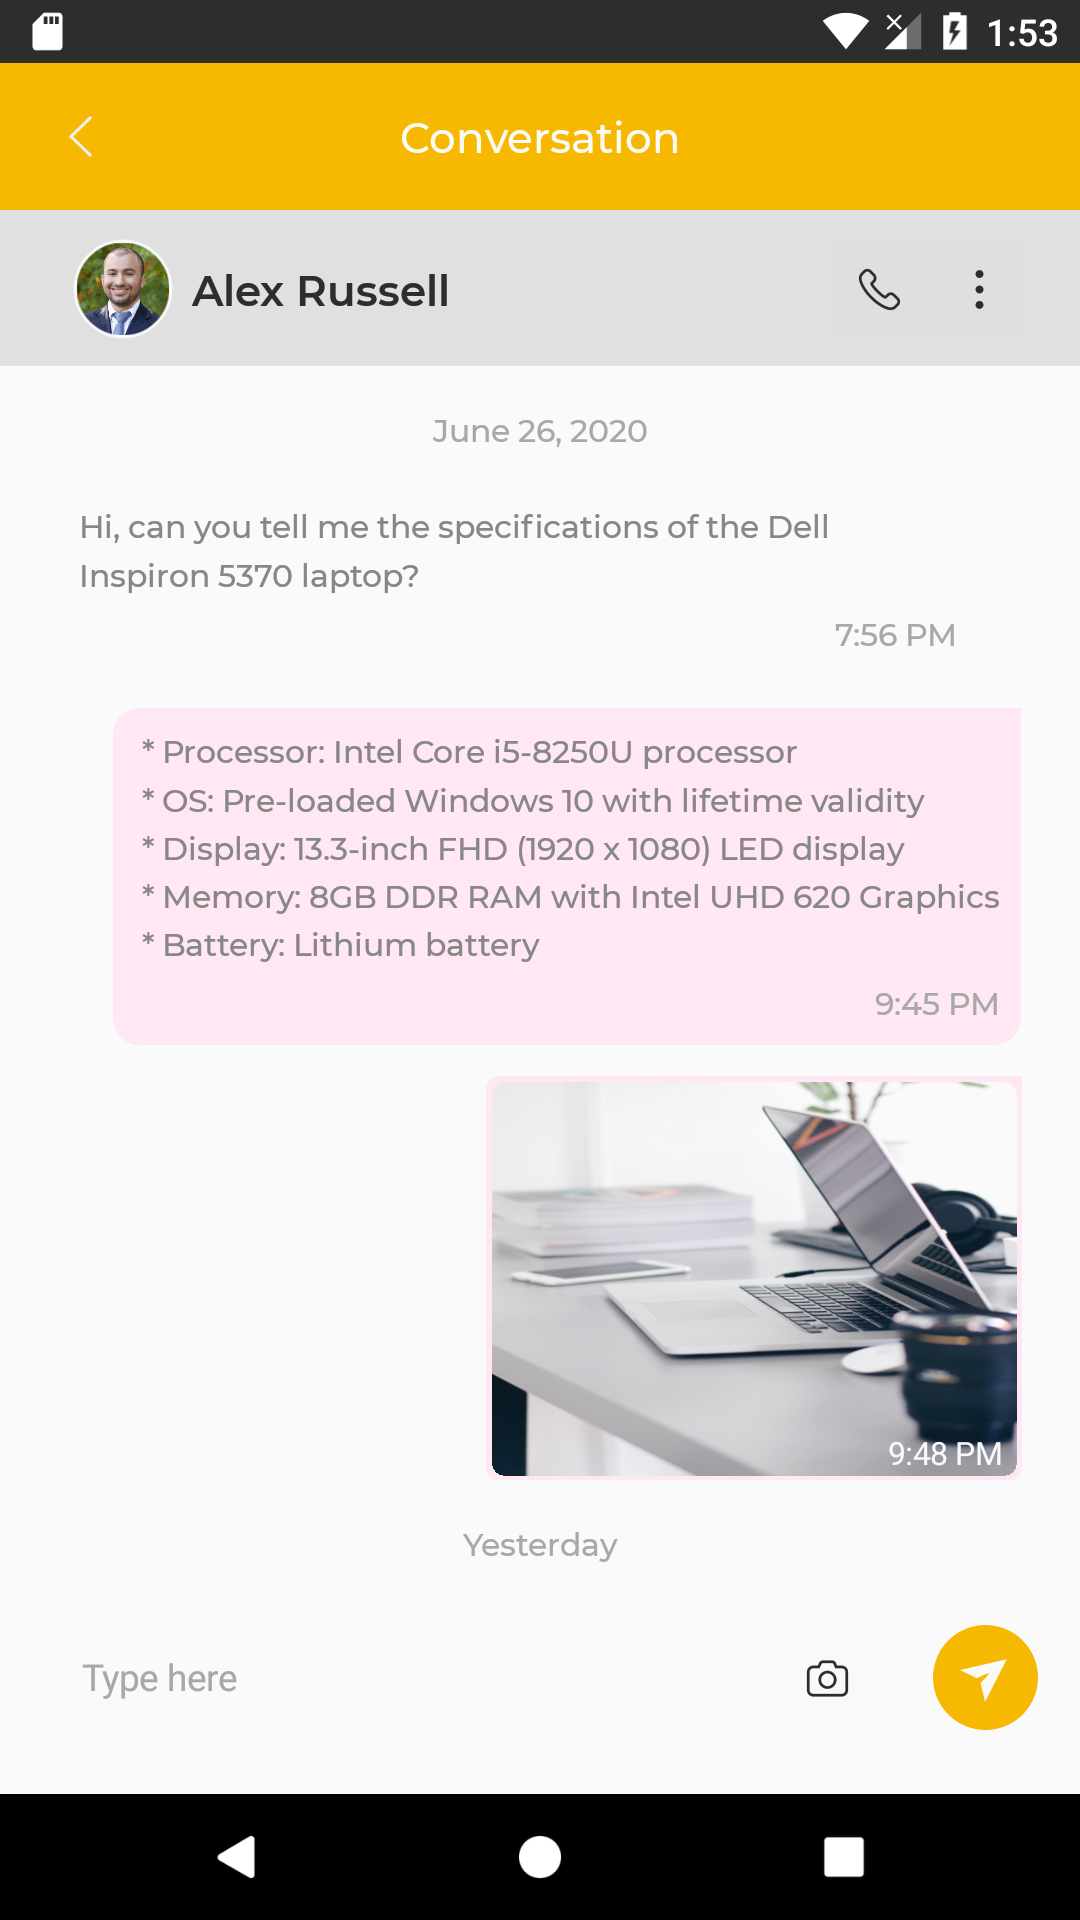 1:53
Conversation
Alex Russell
June 26, 2020
Hi, can you tell me the specifications of the Dell
Inspiron 5370 laptop?
7:56 PM
* Processor: Intel Core i5-8250U processor
* OS: Pre-loaded Windows 10 with lifetime validity
* Display: 13.3-inch FHD (1920 x 1080) LED display
* Memory: 8GB DDR RAM with Intel UHD 620 Graphics
* Battery: Lithium battery
9:45 PM
9:48 PM
Yesterday
Type here